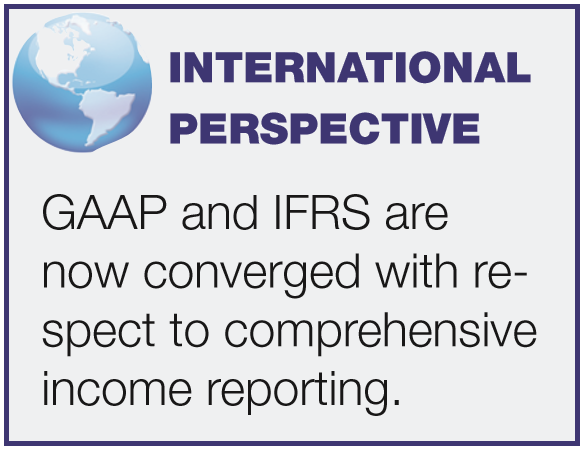 INTERNATIONAL
PERSPECTIVE
GAAP and IFRS are
now converged with re-
spect to comprehensive
income reporting.